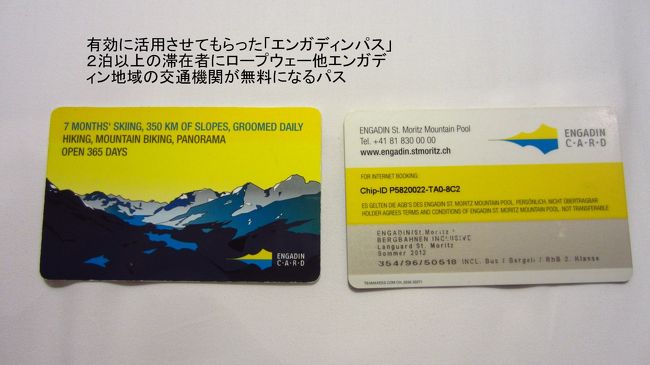 有効に活用させてもらった「エンガディンパス」
２泊以上の滞在者にロープウェー他エンガデ
ィン地域の交通機関が無料になるパス
7 MONTHS' SKIING, 350 KM OF SLOPES, GROOMED DAILY
HIKING, MOUNTAIN BIKING, PANORAMA
OPEN 365 DAYS
ENGADIN
C·A·R·D
ENGADIN St. Moritz Mountain Pool
Tel. +41 81 830 00 00
www.engadin.stmoritz.ch
ENGADIN
C·A·R·D
FOR INTERNET BOOKING:
Chip-ID P5820022-TA0-8C2
ES GELTEN DIE AGB'S DES ENGADIN ST. MORITZ MOUNTAIN POOL. PERSÖNLICH, NICHT ÜBERTRAGBAR
HOLDER AGREES TERMS AND CONDITIONS OF ENGADIN ST. MORITZ MOUNTAIN POOL. NOT TRANSFERABLE
ENGADIN/St.Moritz
BERGBAHNEN INCLUSIVE
Languard St. Moritz
Sommer 2012
354/96/50518 INCL. Bus / Bergell / RhB 2. Klasse